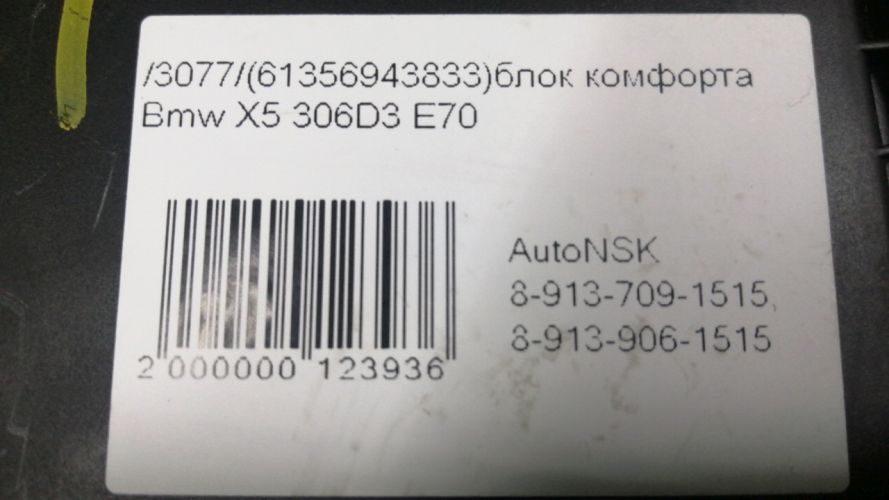 /3077/(61356943833)блок комфорта
Bmw X5 306D3 E70
AutoNSK
8-913-709-1515,
8-913-906-1515
2 000000 123936